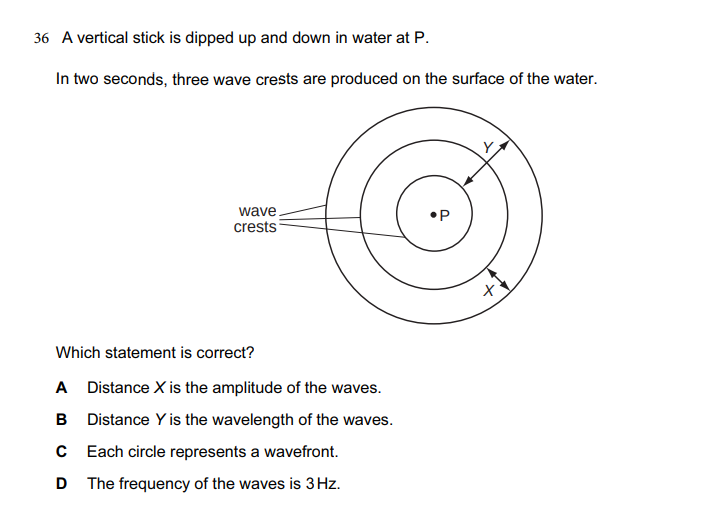 36 A vertical stick is dipped up and down in water at P.
In two seconds, three wave crests are produced on the surface of the water.
Y
wave
crests
P
X
Which statement is correct?
A Distance X is the amplitude of the waves.
B Distance Y is the wavelength of the waves.
C Each circle represents a wavefront.
D The frequency of the waves is 3 Hz.